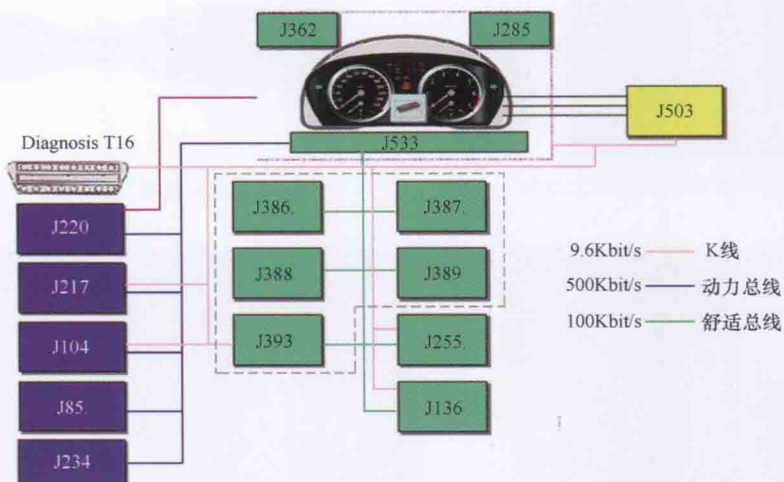 J362
J285
J503
J533
Diagnosis T16
J220
J217
J104
J85.
J234
J386.
J387.
J388
J389
J393
J255.
J136
9.6Kbit/s K线
500Kbit/s 动力总线
100Kbit/s 舒适总线